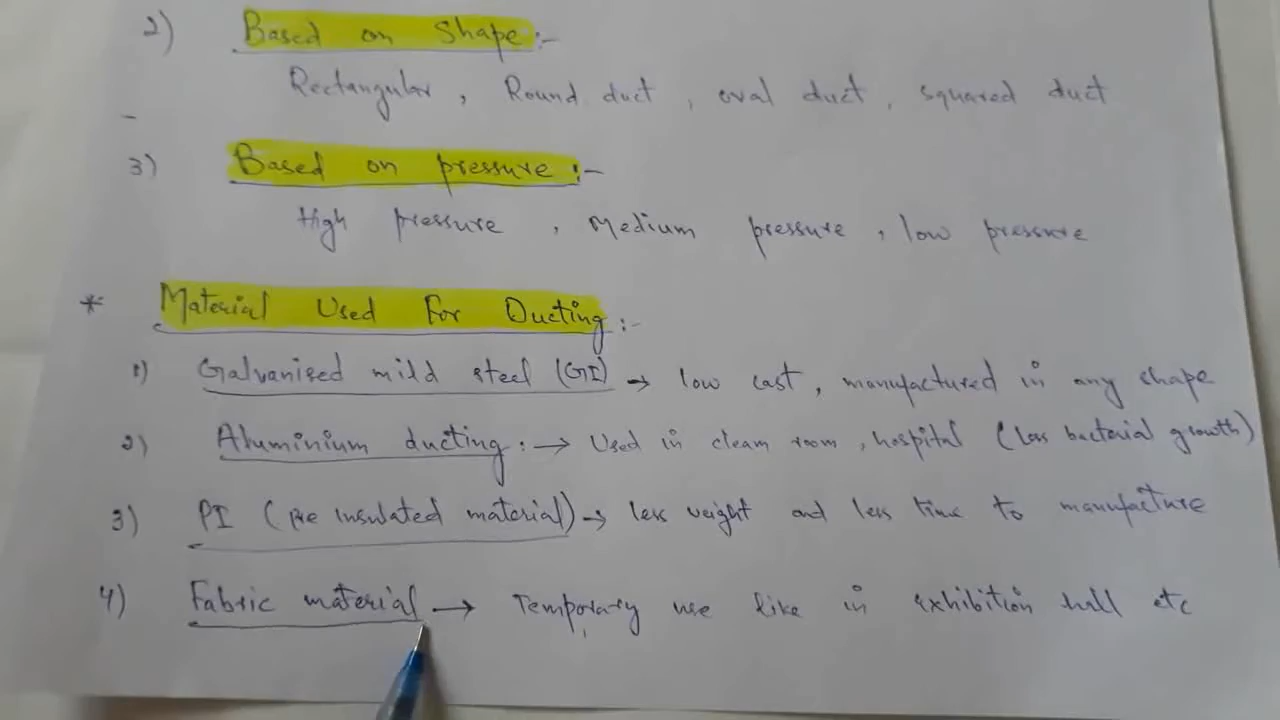 2) Based on Shape :-
Rectangular , Round duct , oval duct , squared duct
3) Based on pressure :-
High pressure , Medium pressure , low pressure
* Material Used For Ducting :-
1) Galvanised mild steel (GI) → low cast , manufactured in any shape
2) Aluminium ducting : → Used in clean room , hospital (less bacterial growth)
3) PI (pre insulated material) → less weight and less time to manufacture
4) Fabric material → Temporary use like in exhibition hall etc